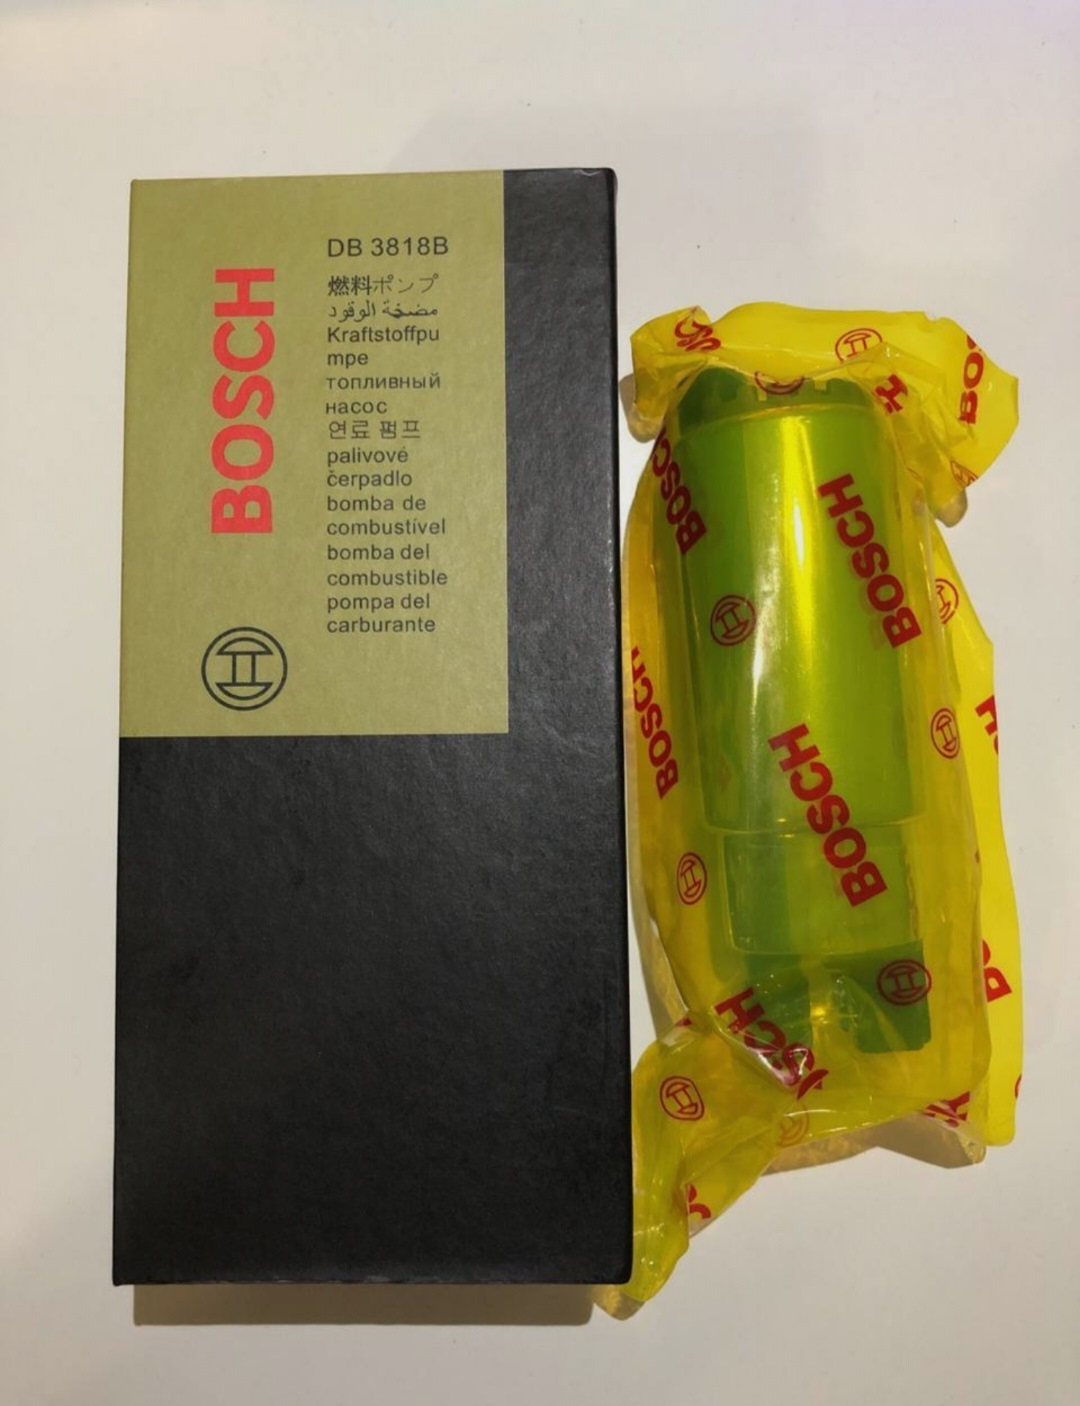 BOSCH
DB 3818B
燃料ポンプ
مضخة الوقود
Kraftstoffpu
mpe
топливный
насос
연료 펌프
palivové
čerpadlo
bomba de
combustível
bomba del
combustible
pompa del
carburante
BOSCH
BOSCH
BOSCH
BOSCH